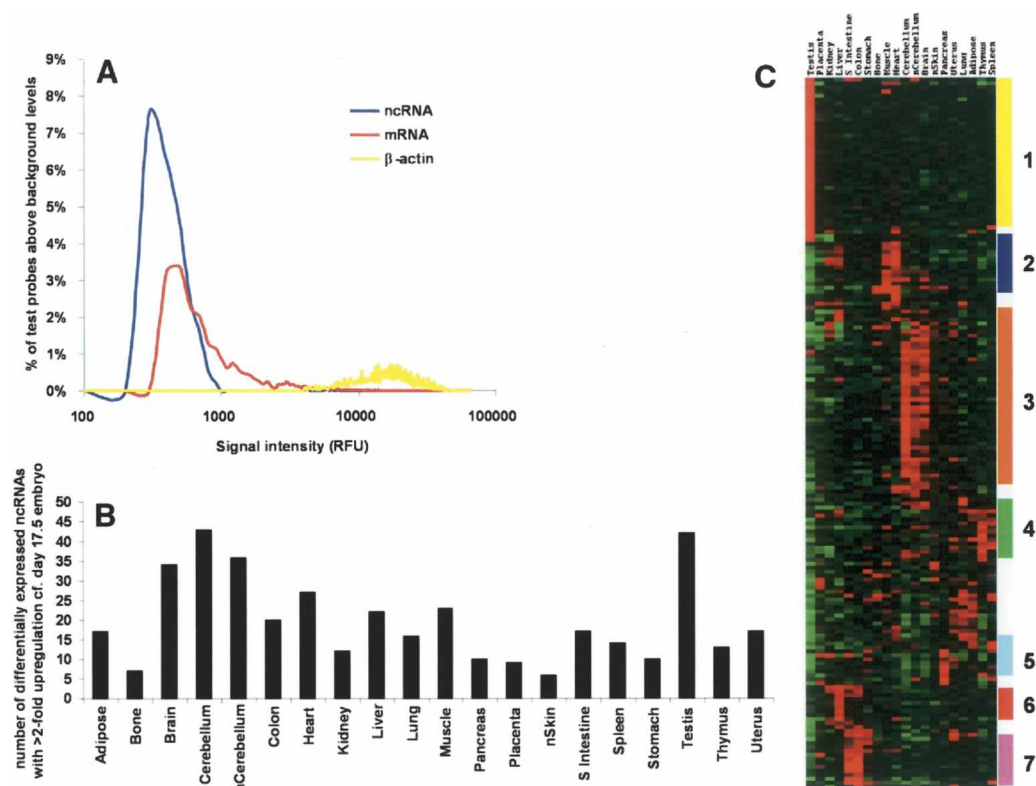 A
9%
8%
7%
6%
5%
4%
3%
2%
1%
0%
% of test probes above background levels
ncRNA
mRNA
β-actin
100
1000
10000
100000
Signal intensity (RFU)
B
number of differentially expressed ncRNAs
with >2-fold upregulation cf. day 17.5 embryo
50
45
40
35
30
25
20
15
10
5
0
Adipose
Bone
Brain
Cerebellum
nCerebellum
Colon
Heart
Kidney
Liver
Lung
Muscle
Pancreas
Placenta
nSkin
S Intestine
Spleen
Stomach
Testis
Thymus
Uterus
C
Testis
Placenta
Kidney
Liver
S Intestine
Colon
Stomach
Bone
Muscle
Heart
Cerebellum
nCerebellum
Brain
nSkin
Pancreas
Uterus
Lung
Adipose
Thymus
Spleen
1
2
3
4
5
6
7